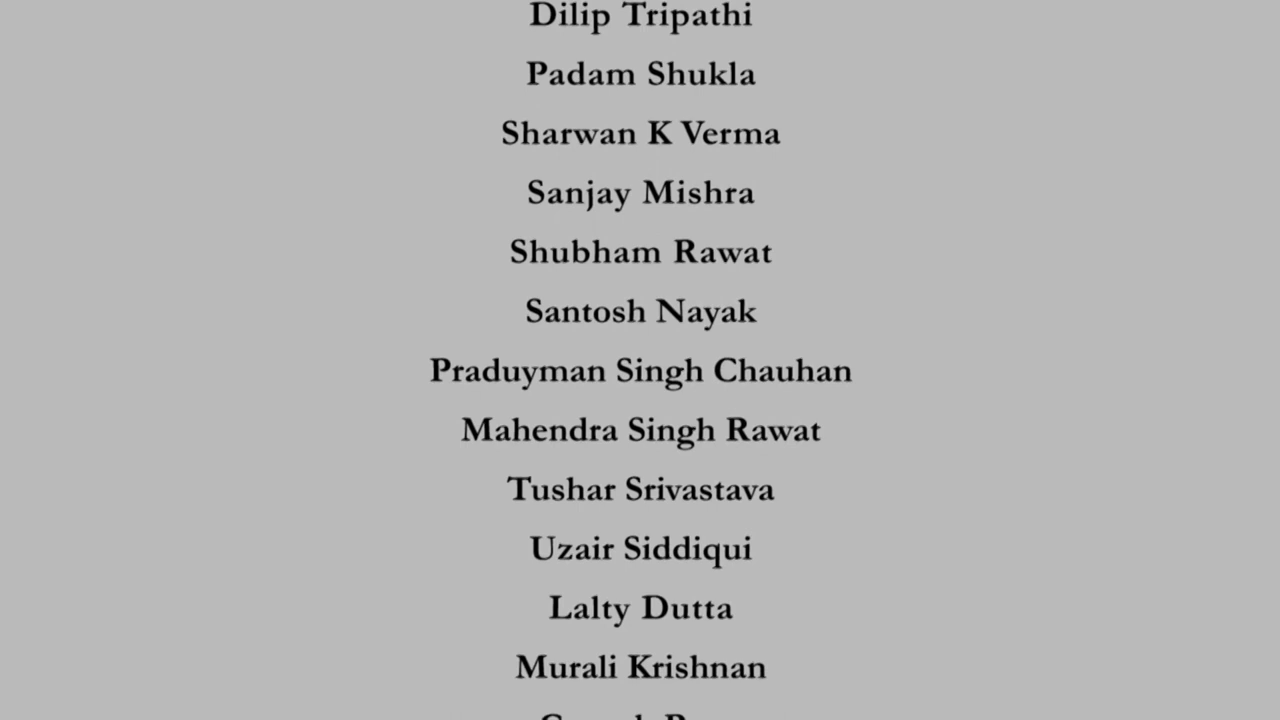 Dilip Tripathi
Padam Shukla
Sharwan K Verma
Sanjay Mishra
Shubham Rawat
Santosh Nayak
Praduyman Singh Chauhan
Mahendra Singh Rawat
Tushar Srivastava
Uzair Siddiqui
Lalty Dutta
Murali Krishnan